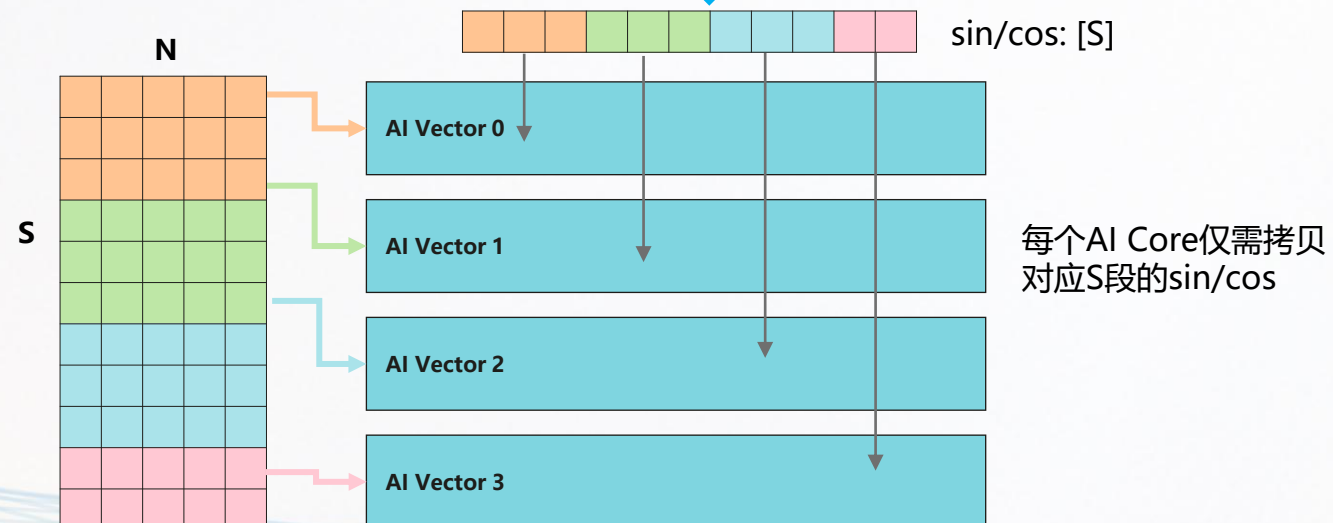 sin/cos: [S]
N
AI Vector 0
S
AI Vector 1
每个AI Core仅需拷贝
对应S段的sin/cos
AI Vector 2
AI Vector 3